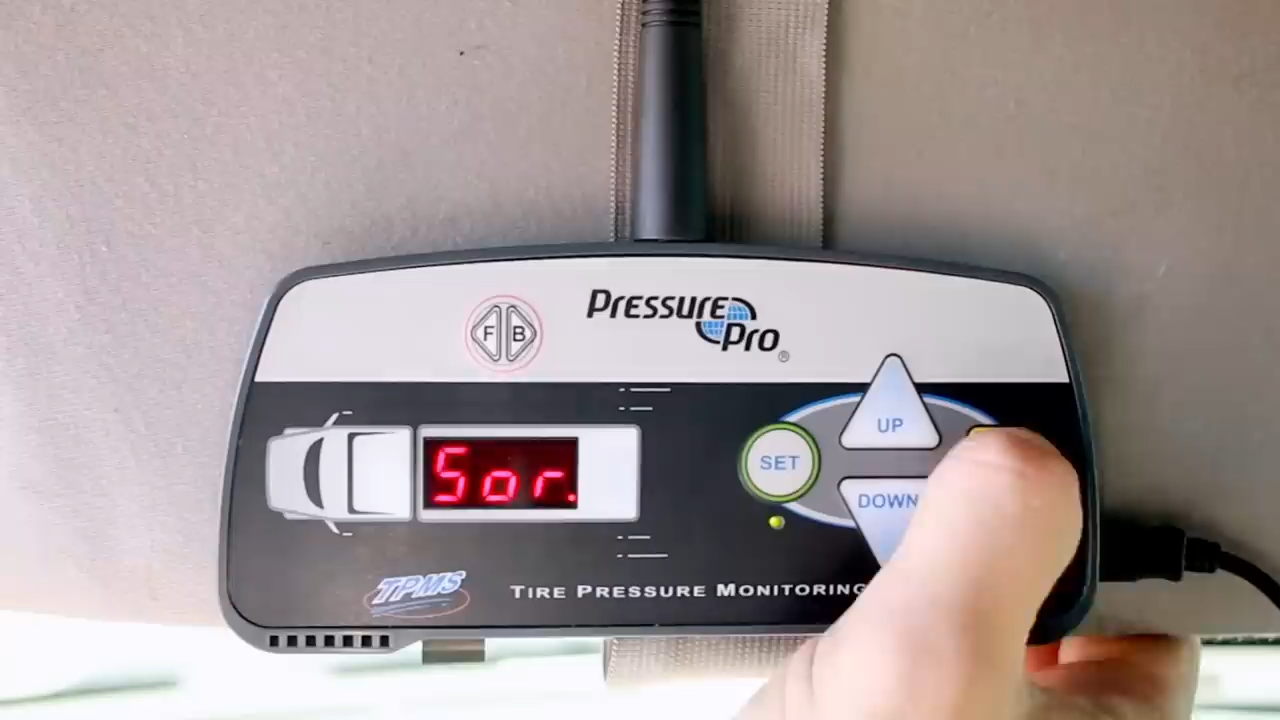 PRESSURE
PRO®
F B
UP
SET
Sor.
DOWN
TPMS
TIRE PRESSURE MONITORING